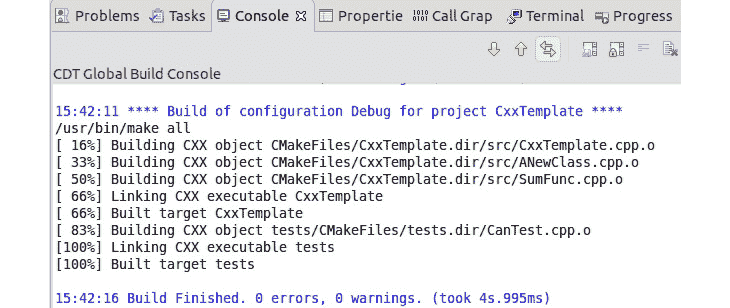 Problems Tasks Console Propertie Call Grap Terminal Progress
CDT Global Build Console
15:42:11 **** Build of configuration Debug for project CxxTemplate ****
/usr/bin/make all
[ 16%] Building CXX object CMakeFiles/CxxTemplate.dir/src/CxxTemplate.cpp.o
[ 33%] Building CXX object CMakeFiles/CxxTemplate.dir/src/ANewClass.cpp.o
[ 50%] Building CXX object CMakeFiles/CxxTemplate.dir/src/SumFunc.cpp.o
[ 66%] Linking CXX executable CxxTemplate
[ 66%] Built target CxxTemplate
[ 83%] Building CXX object tests/CMakeFiles/tests.dir/CanTest.cpp.o
[100%] Linking CXX executable tests
[100%] Built target tests
15:42:16 Build Finished. 0 errors, 0 warnings. (took 4s.995ms)